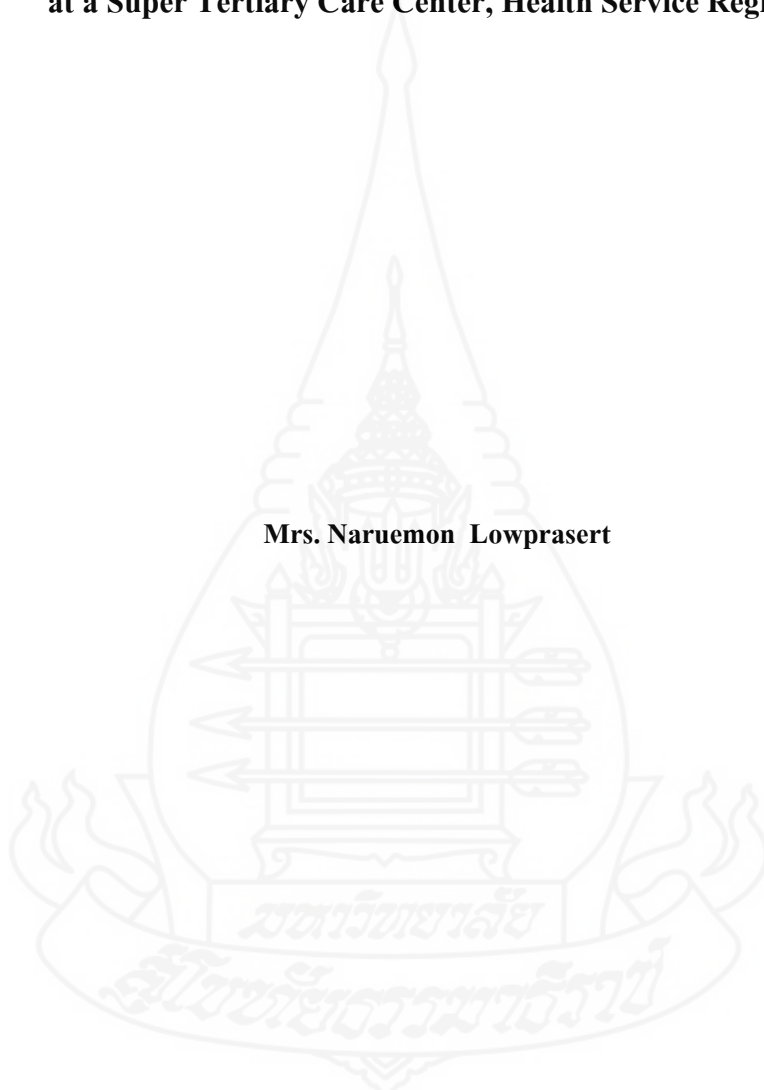 at a Super Tertiary Care Center, Health Service Regi
Mrs. Naruemon Lowprasert
มหาวิทยาลัย
สุโขทัยธรรมาธิราช